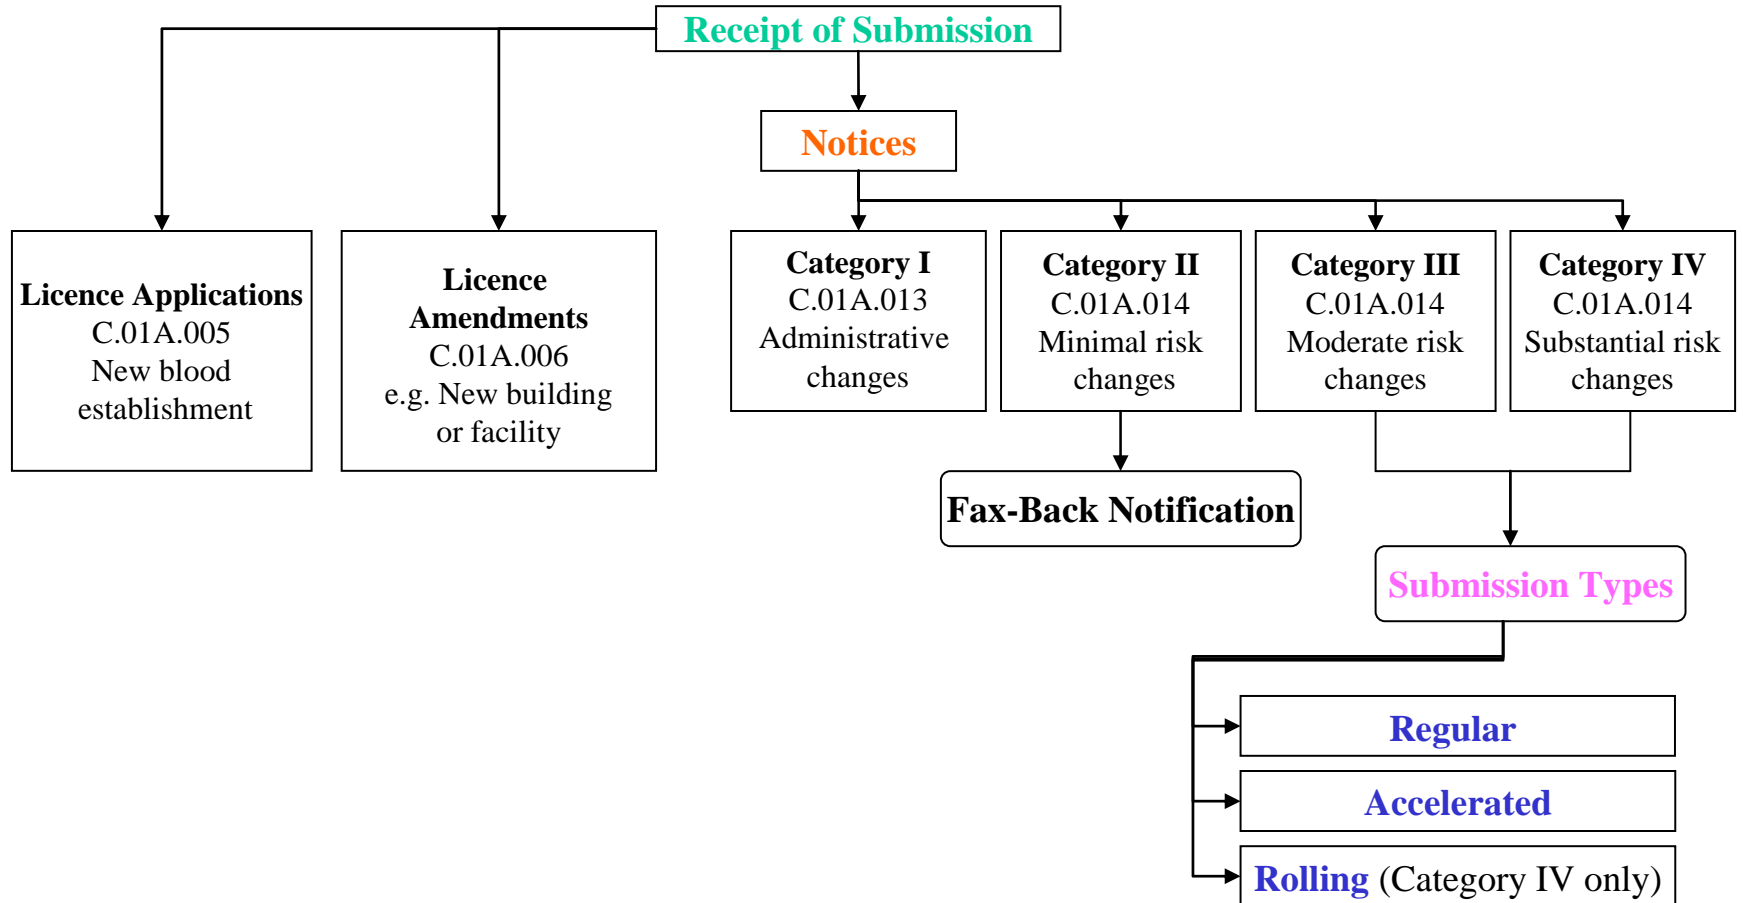 Receipt of Submission
Notices
Licence Applications
C.01A.005
New blood
establishment
Licence
Amendments
C.01A.006
e.g. New building
or facility
Category I
C.01A.013
Administrative
changes
Category II
C.01A.014
Minimal risk
changes
Category III
C.01A.014
Moderate risk
changes
Category IV
C.01A.014
Substantial risk
changes
Fax-Back Notification
Submission Types
Regular
Accelerated
Rolling (Category IV only)